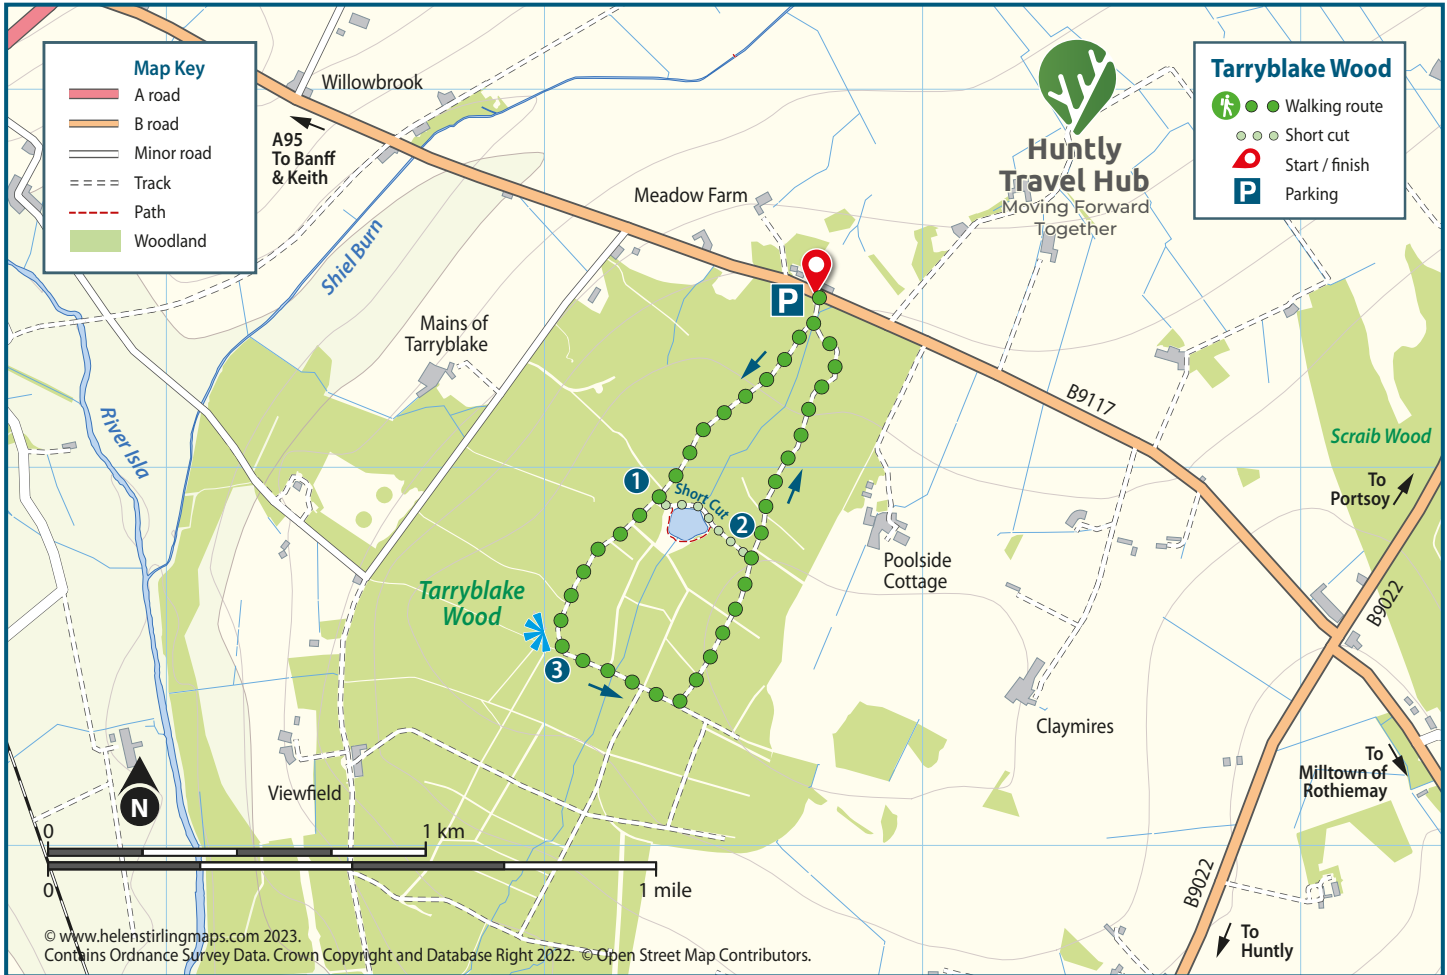 Map Key
A road
B road
Minor road
Track
Path
Woodland
Willowbrook
A95
To Banff
& Keith
Shiel Burn
Meadow Farm
Huntly
Travel Hub
Moving Forward
Together
Tarryblake Wood
Walking route
Short cut
Start / finish
P
Parking
P
Mains of
Tarryblake
River Isla
B9117
Scraib Wood
To
Portsoy
1
Short Cut
2
Poolside
Cottage
Tarryblake
Wood
3
B9022
Claymires
To
Milltown of
Rothiemay
Viewfield
N
0
1 km
0
1 mile
B9022
To
Huntly
© www.helenstirlingmaps.com 2023.
Contains Ordnance Survey Data. Crown Copyright and Database Right 2022. © Open Street Map Contributors.